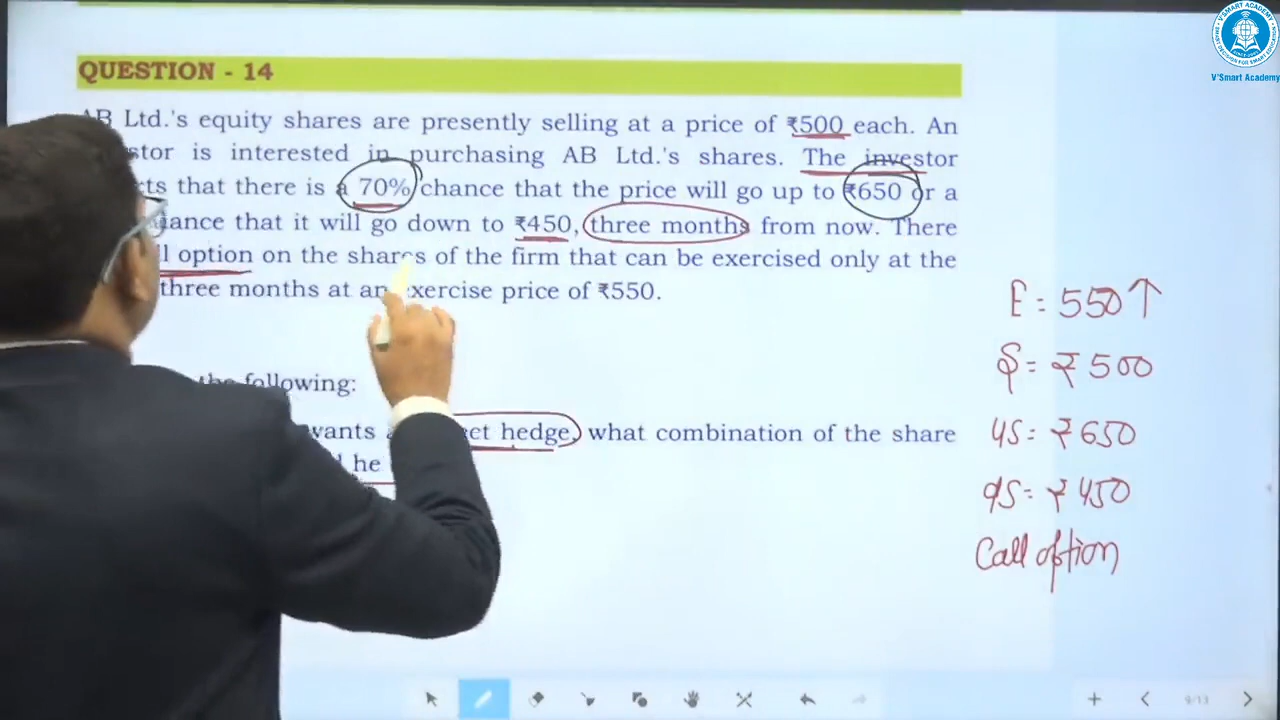 V'SMART ACADEMY
V'Smart Academy
QUESTION - 14
AB Ltd.'s equity shares are presently selling at a price of ₹500 each. An
is interested in purchasing AB Ltd.'s shares. The investor
that there is a 70% chance that the price will go up to ₹650 or a
that it will go down to ₹450, three months from now. There
option on the shares of the firm that can be exercised only at the
three months at an exercise price of ₹550.
E = 550↑
S = ₹500
uS = ₹650
dS = ₹450
Call option
the following:
wants hedge, what combination of the share
he
9/13